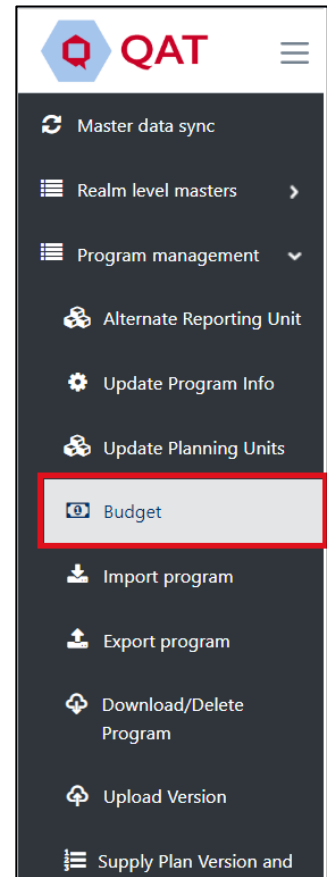 QAT
Master data sync
Realm level masters
Program management
Alternate Reporting Unit
Update Program Info
Update Planning Units
Budget
Import program
Export program
Download/Delete
Program
Upload Version
Supply Plan Version and